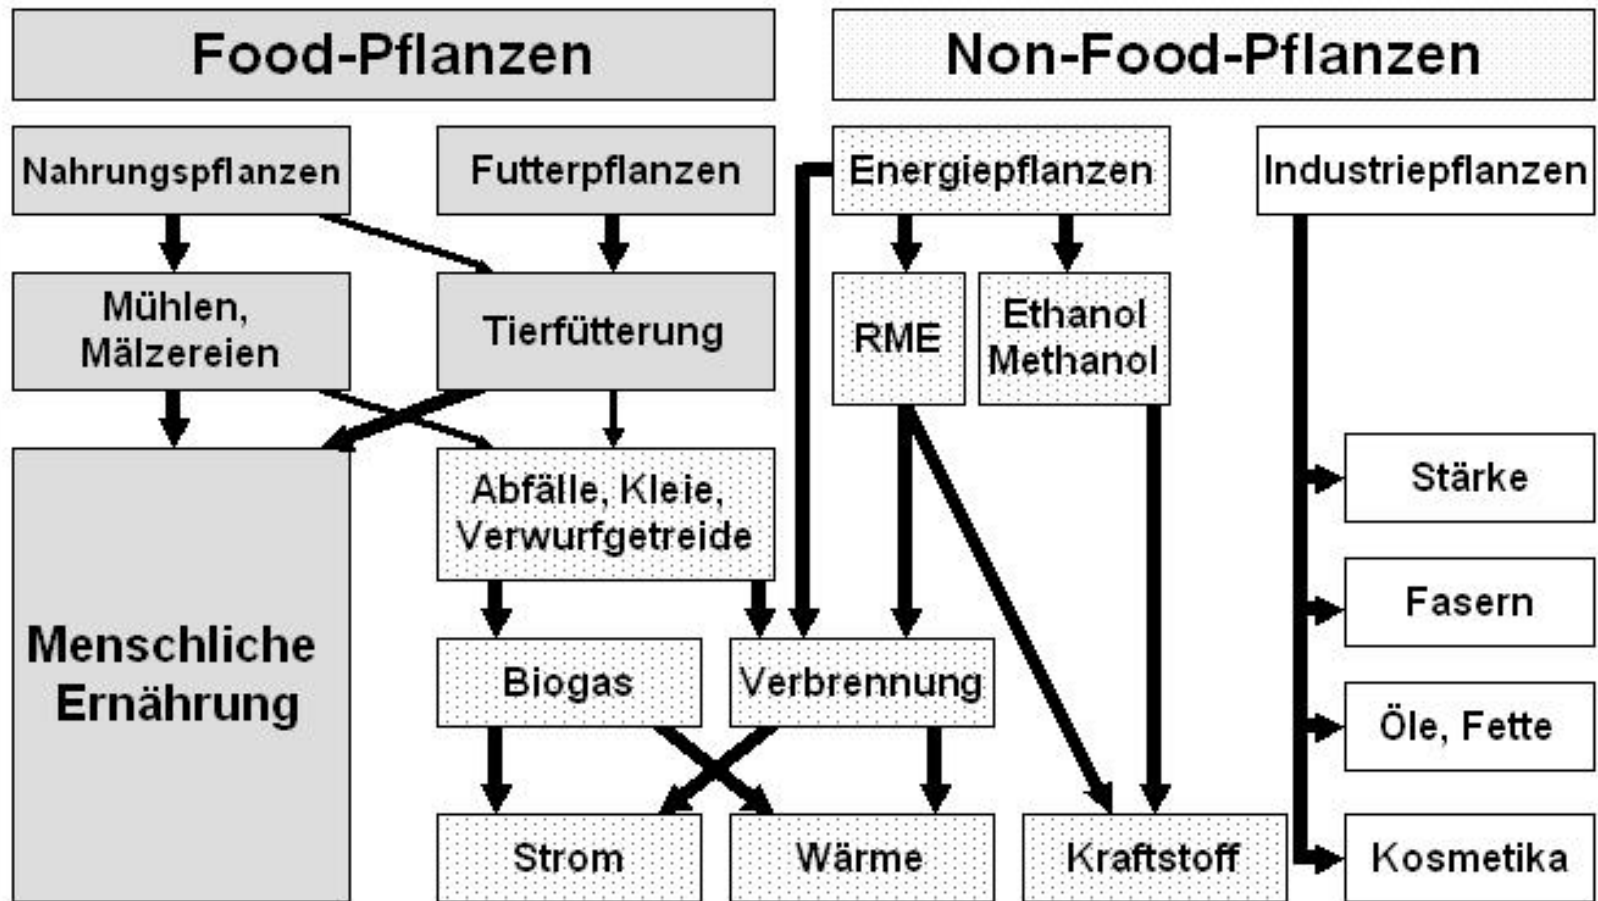 Food-Pflanzen
Non-Food-Pflanzen
Nahrungspflanzen
Futterpflanzen
Energiepflanzen
Industriepflanzen
Mühlen,
Mälzereien
Tierfütterung
RME
Ethanol
Methanol
Menschliche
Ernährung
Abfälle, Kleie,
Verwurfgetreide
Biogas
Verbrennung
Strom
Wärme
Kraftstoff
Stärke
Fasern
Öle, Fette
Kosmetika